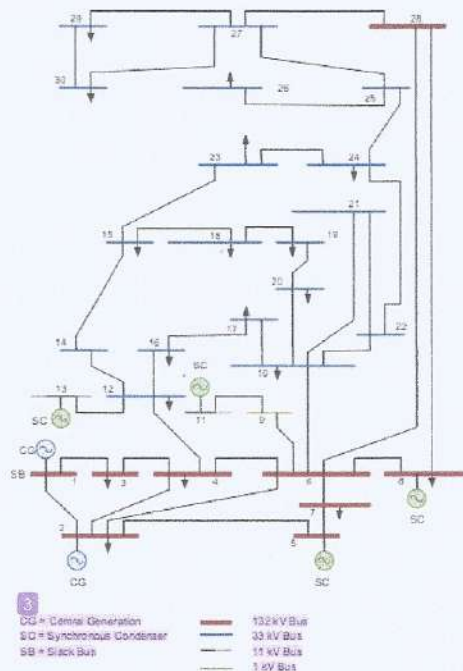 29
27
28
30
26
25
23
24
21
15
18
19
20
14
16
17
22
13
12
SC
10
SC
11
9
CG
SB
1
3
4
6
8
2
7
SC
5
CG
SC
3
CG = Central Generation
132 kV Bus
SC = Synchronous Condenser
33 kV Bus
SB = Slack Bus
11 kV Bus
1 kV Bus